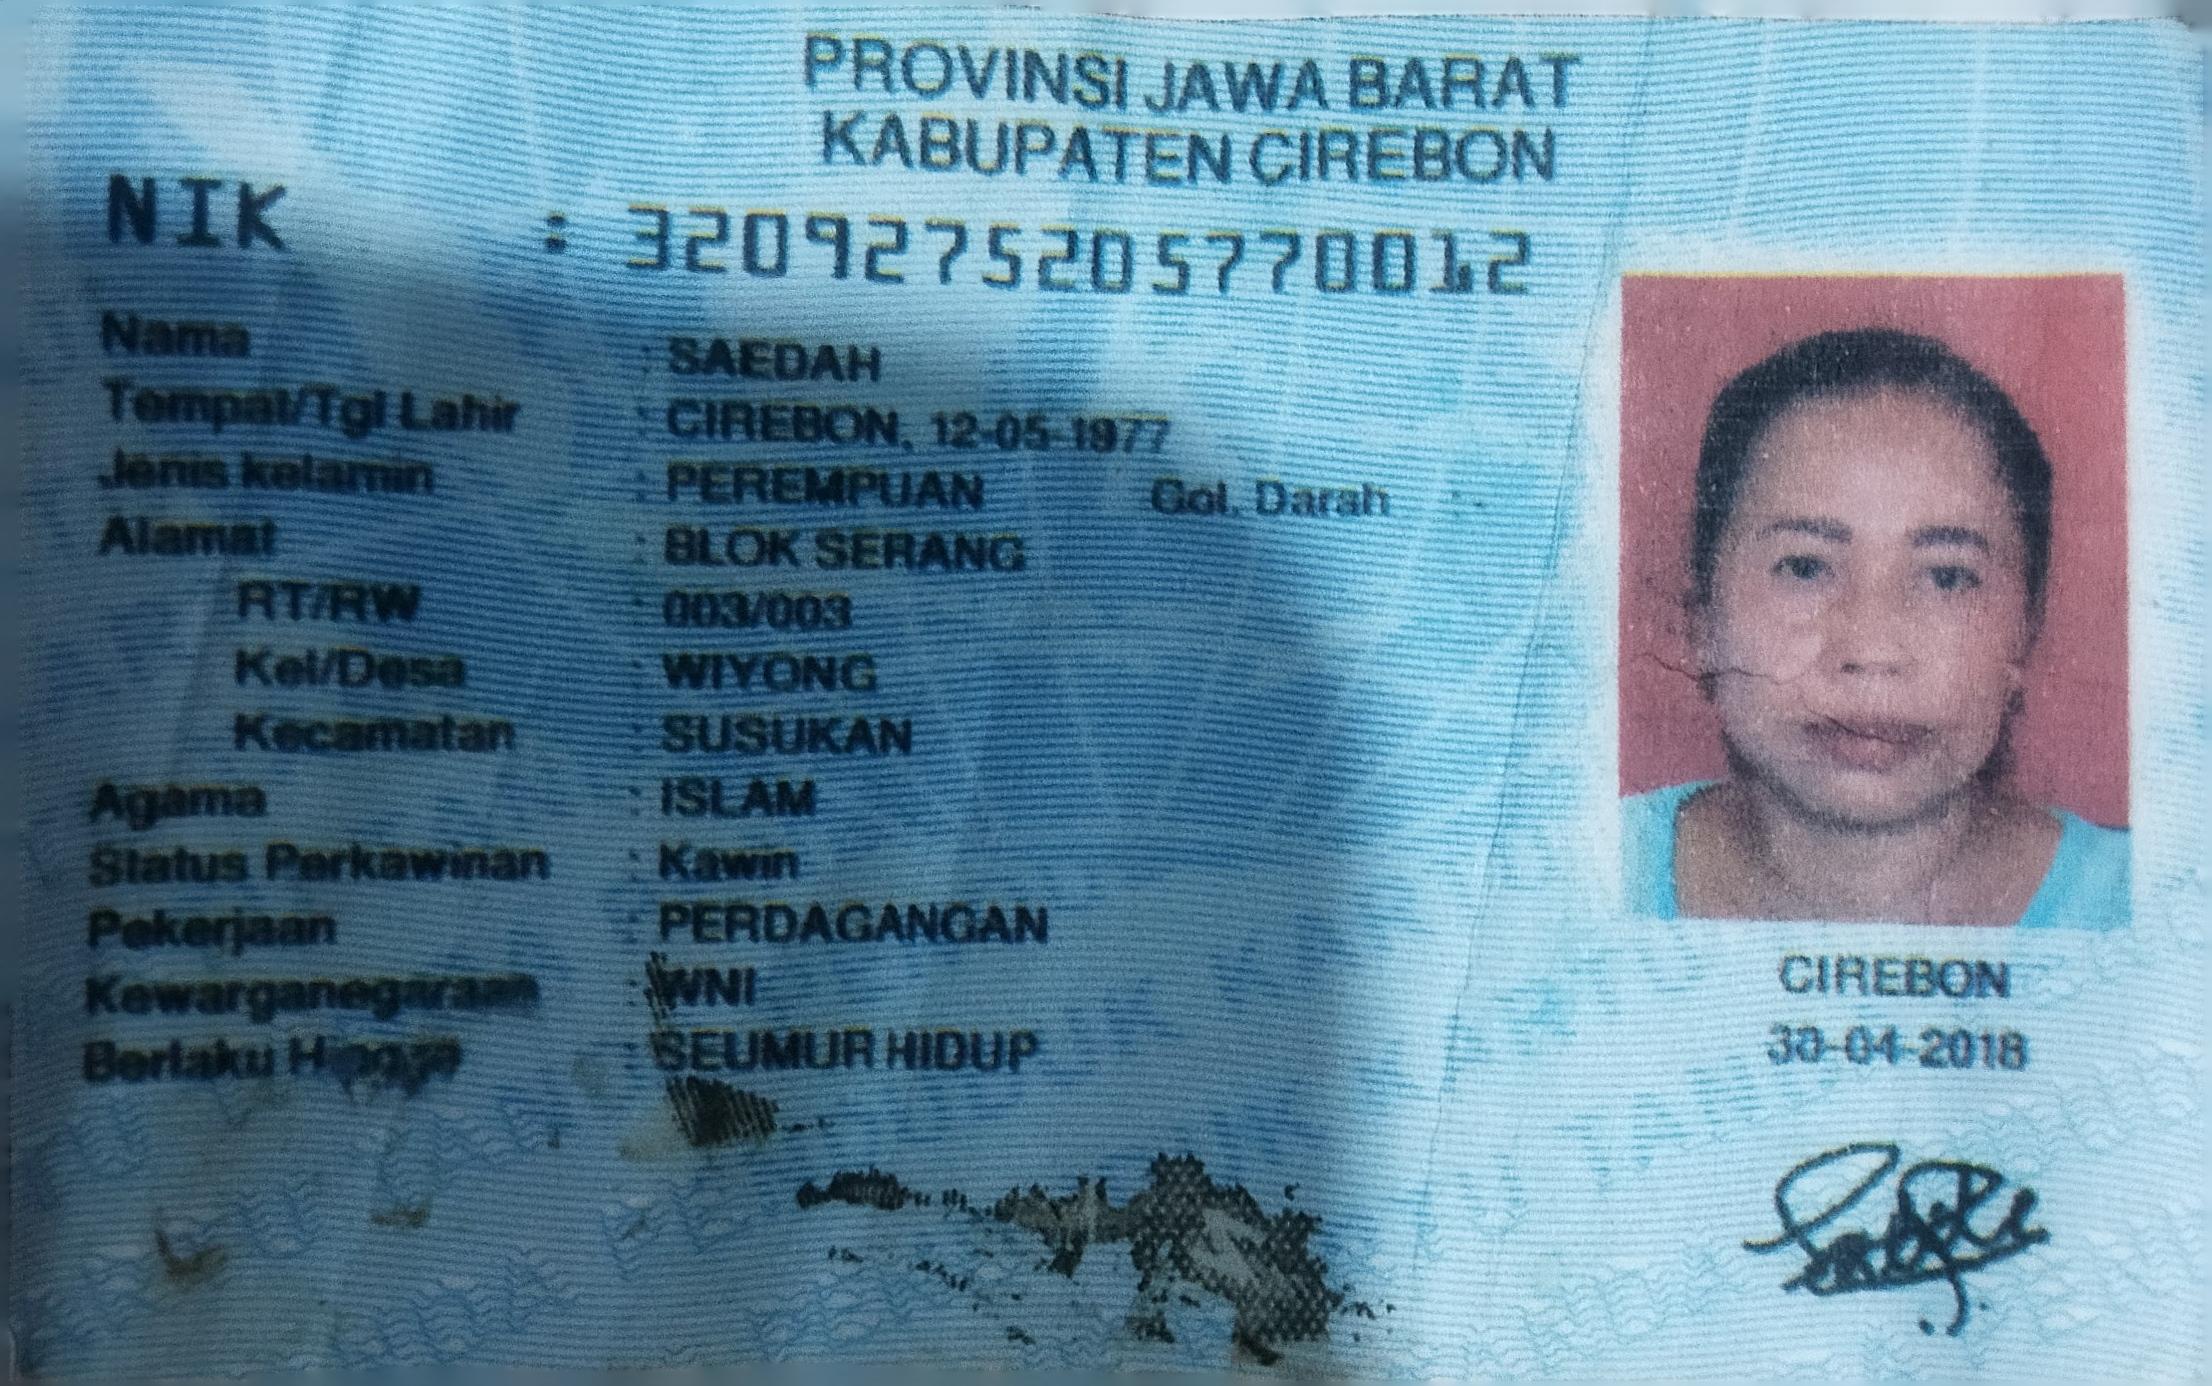 PROVINSI JAWA BARAT
KABUPATEN CIREBON
NIK : 3209275205770012
Nama : SAEDAH
Tempat/Tgl Lahir : CIREBON, 12-05-1977
Jenis kelamin : PEREMPUAN Gol. Darah : -
Alamat : BLOK SERANG
RT/RW : 003/003
Kel/Desa : WIYONG
Kecamatan : SUSUKAN
Agama : ISLAM
Status Perkawinan : Kawin
Pekerjaan : PERDAGANGAN
Kewarganegaraan : WNI
Berlaku Hingga : SEUMUR HIDUP
CIREBON
30-04-2018